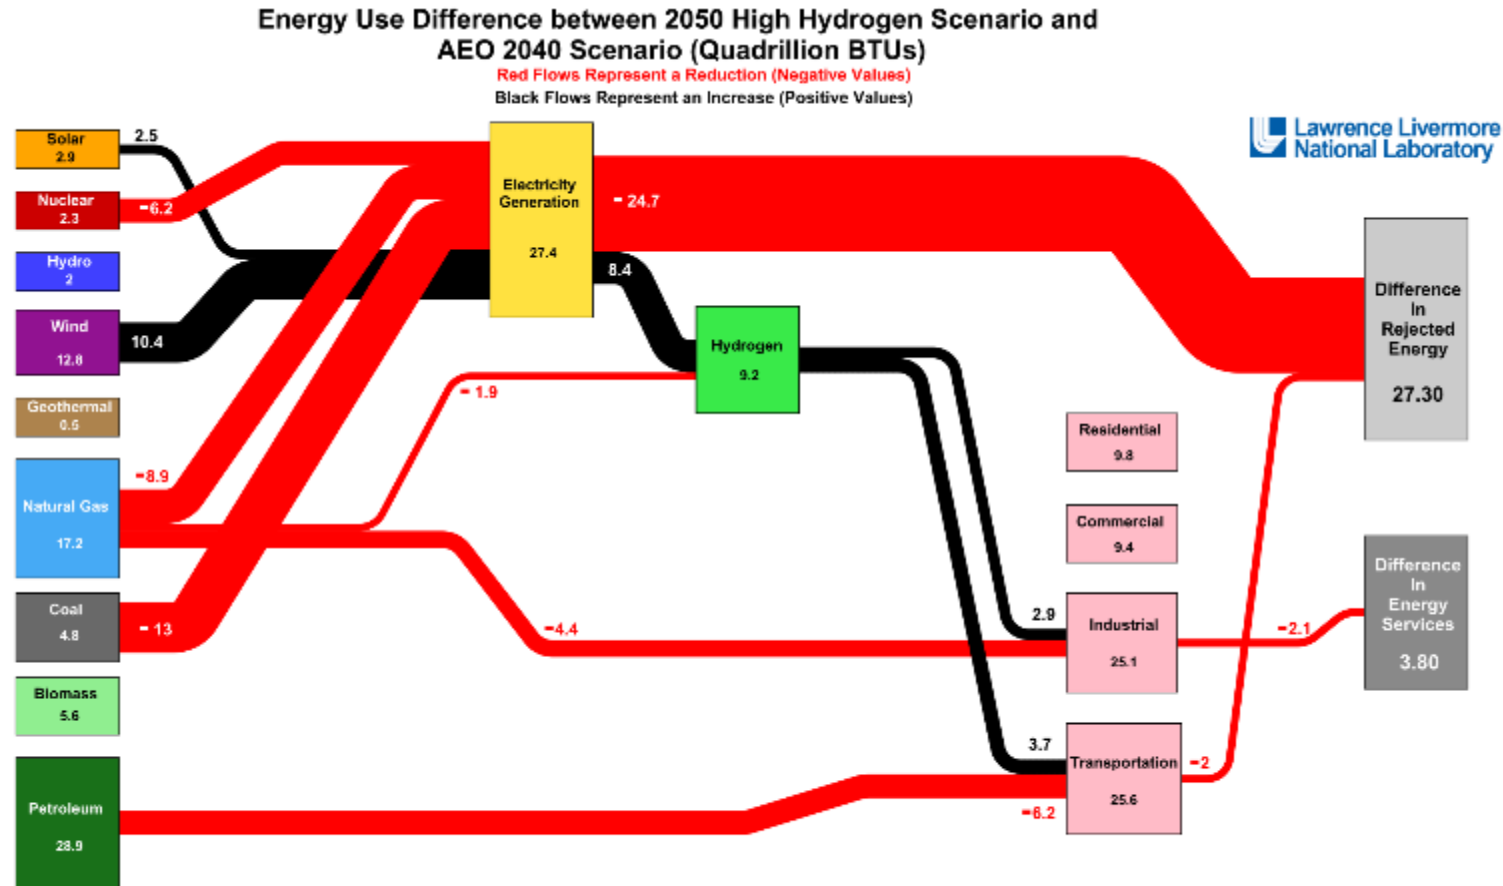 Energy Use Difference between 2050 High Hydrogen Scenario and
AEO 2040 Scenario (Quadrillion BTUs)
Red Flows Represent a Reduction (Negative Values)
Black Flows Represent an Increase (Positive Values)
Lawrence Livermore
National Laboratory
Solar
2.9
2.5
Nuclear
2.3
-6.2
Hydro
2
Wind
12.8
10.4
Geothermal
0.5
Natural Gas
17.2
-8.9
Coal
4.8
- 13
Biomass
5.6
Petroleum
28.9
Electricity
Generation
27.4
- 24.7
8.4
Hydrogen
9.2
- 1.9
-4.4
Residential
9.8
Commercial
9.4
2.9
Industrial
25.1
-2.1
3.7
Transportation
25.6
-6.2
-2
Difference
In
Rejected
Energy
27.30
Difference
In
Energy
Services
3.80